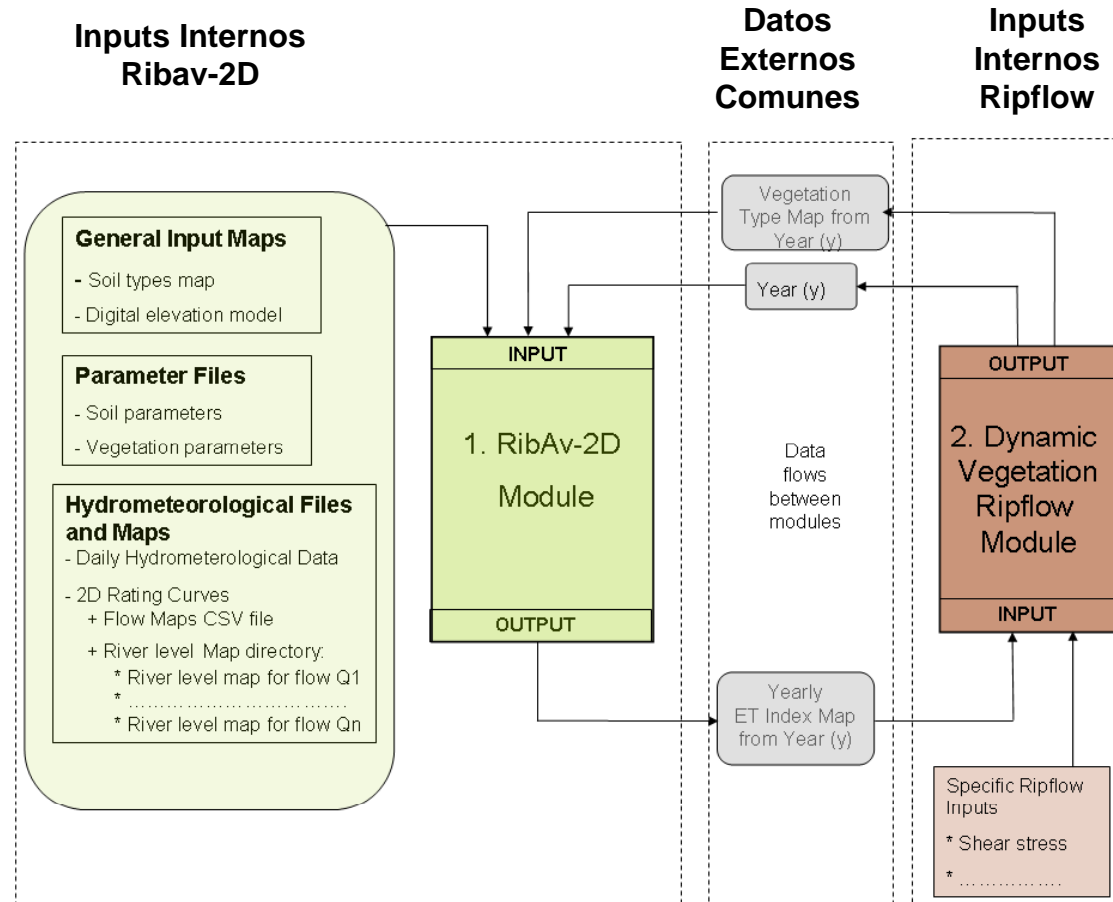 Inputs Internos
Ribav-2D
Datos
Externos
Comunes
Inputs
Internos
Ripflow
General Input Maps
- Soil types map
- Digital elevation model
Parameter Files
- Soil parameters
- Vegetation parameters
Hydrometeorological Files
and Maps
- Daily Hydrometerological Data
- 2D Rating Curves
+ Flow Maps CSV file
+ River level Map directory:
* River level map for flow Q1
* ……………………………
* River level map for flow Qn
INPUT
1. RibAv-2D
Module
OUTPUT
Vegetation
Type Map from
Year (y)
Year (y)
Data
flows
between
modules
Yearly
ET Index Map
from Year (y)
OUTPUT
2. Dynamic
Vegetation
Ripflow
Module
INPUT
Specific Ripflow
Inputs
* Shear stress
* …………….